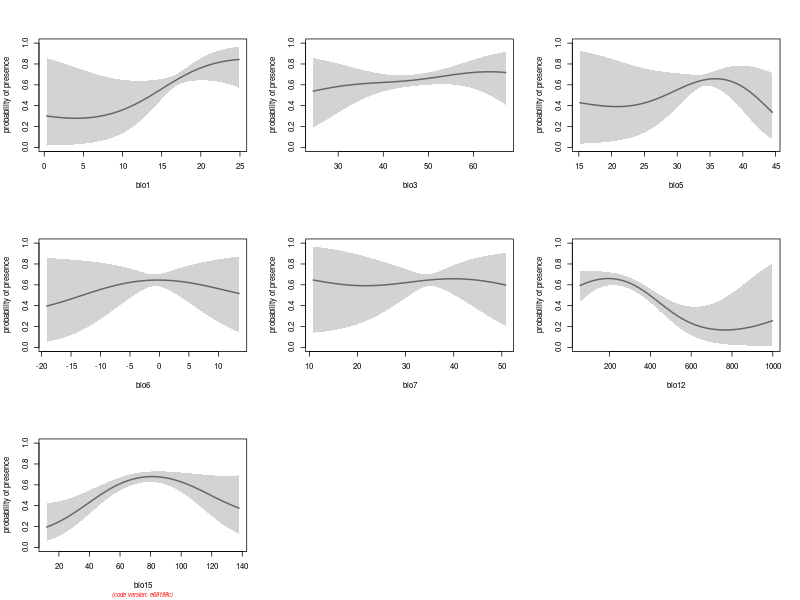 probability of presence
0.0 0.2 0.4 0.6 0.8 1.0
0 5 10 15 20 25
bio1
probability of presence
0.0 0.2 0.4 0.6 0.8 1.0
30 40 50 60
bio3
probability of presence
0.0 0.2 0.4 0.6 0.8 1.0
15 20 25 30 35 40 45
bio5
probability of presence
0.0 0.2 0.4 0.6 0.8 1.0
-20 -15 -10 -5 0 5 10
bio6
probability of presence
0.0 0.2 0.4 0.6 0.8 1.0
10 20 30 40 50
bio7
probability of presence
0.0 0.2 0.4 0.6 0.8 1.0
200 400 600 800 1000
bio12
probability of presence
0.0 0.2 0.4 0.6 0.8 1.0
20 40 60 80 100 120 140
bio15
(code version: